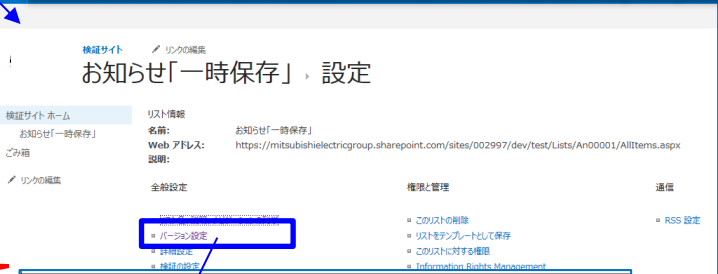 検証サイト リンクの編集
お知らせ「一時保存」 › 設定
検証サイト ホーム
お知らせ「一時保存」
ごみ箱
リンクの編集
リスト情報
名前: お知らせ「一時保存」
Web アドレス: https://mitsubishielectricgroup.sharepoint.com/sites/002997/dev/test/Lists/An00001/AllItems.aspx
説明:
全般設定
バージョン設定
詳細設定
検証の設定
権限と管理
このリストの削除
リストをテンプレートとして保存
このリストに対する権限
Information Rights Management
通信
RSS 設定